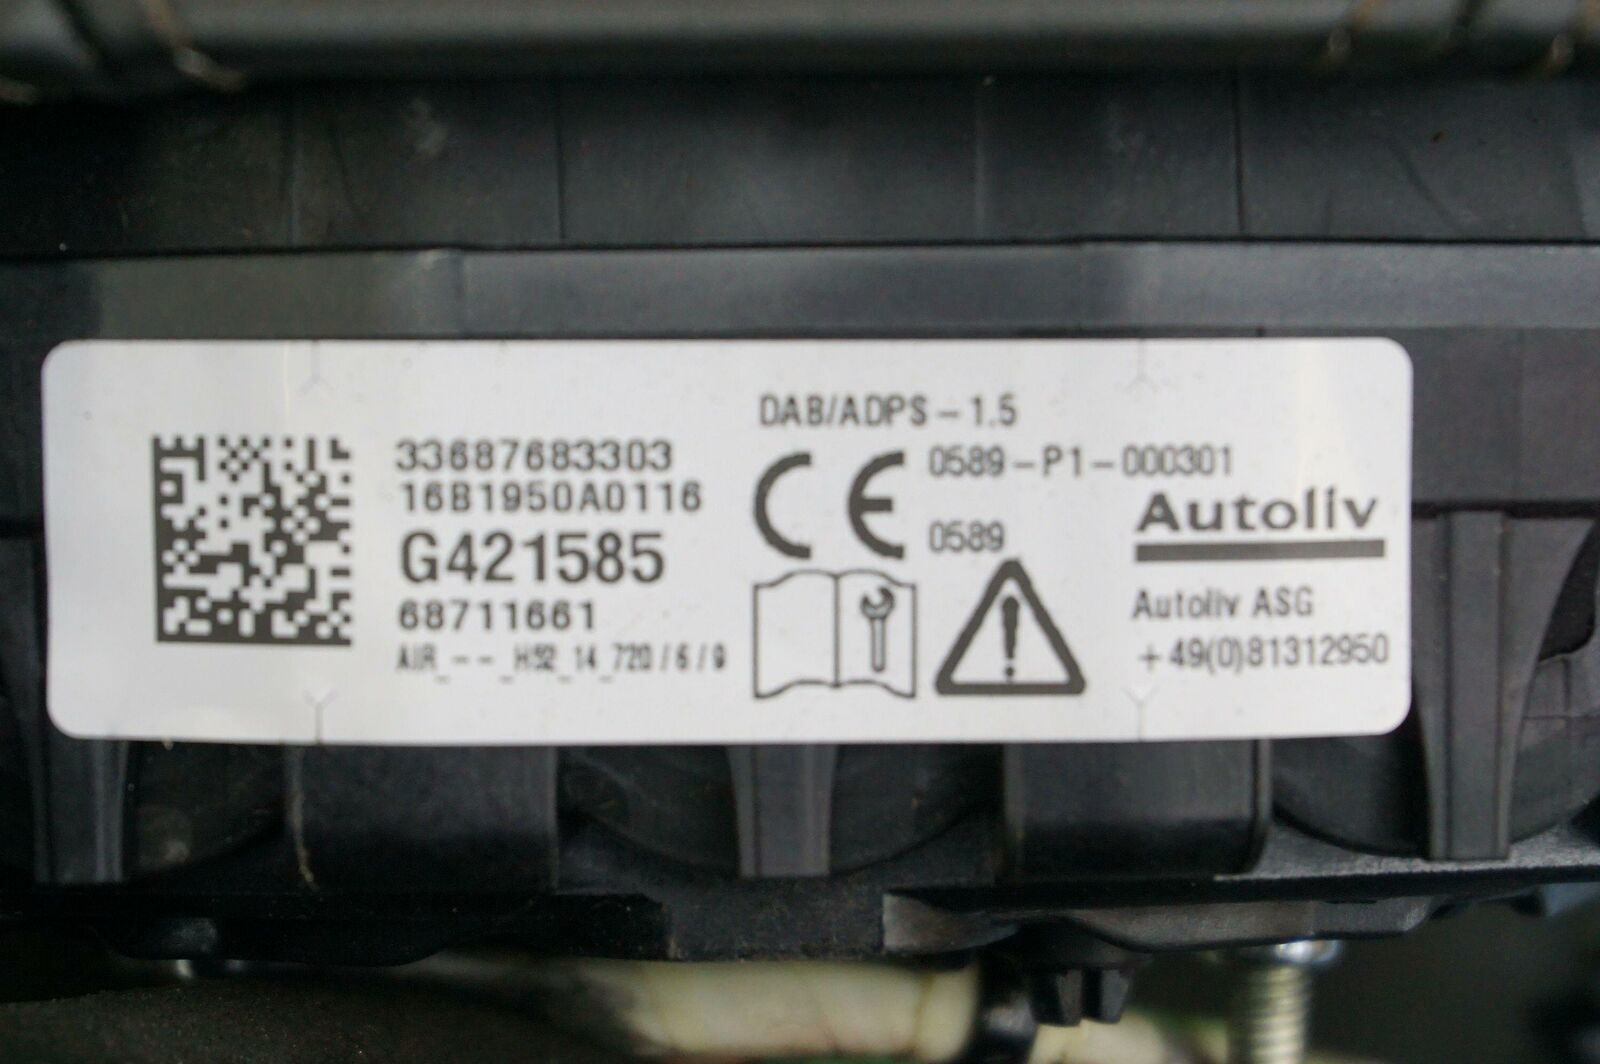 33687683303
16B1950A0116
G421585
68711661
AIR_--_H92_14_720/6/9
DAB/ADPS-1.5
CE
0589-P1-000301
0589
Autoliv
Autoliv ASG
+49(0)81312950